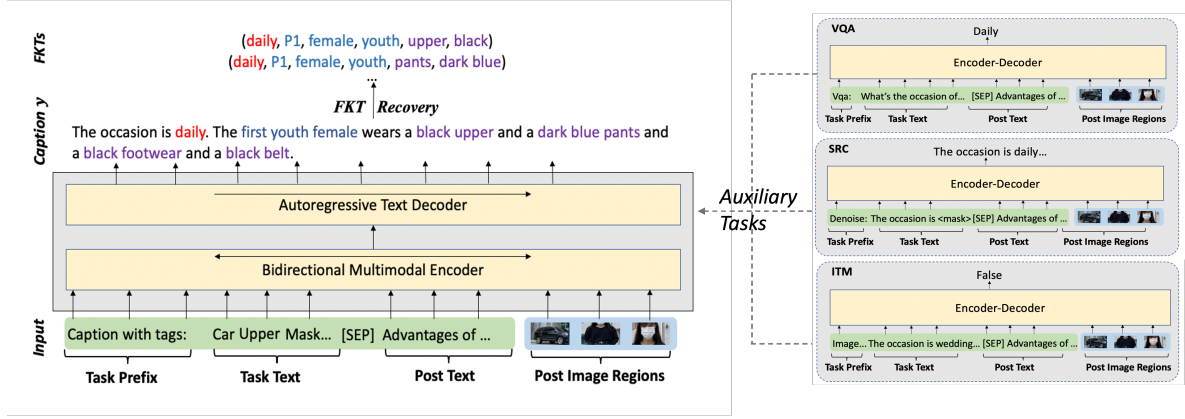 FKTs
(daily, P1, female, youth, upper, black)
(daily, P1, female, youth, pants, dark blue)
...
FKT Recovery
Caption y
The occasion is daily. The first youth female wears a black upper and a dark blue pants and
a black footwear and a black belt.
Autoregressive Text Decoder
Bidirectional Multimodal Encoder
Input
Caption with tags: Car Upper Mask... [SEP] Advantages of ...
Task Prefix Task Text Post Text Post Image Regions
Auxiliary
Tasks
VQA
Daily
Encoder-Decoder
Vqa: What's the occasion of... [SEP] Advantages of ...
Task Prefix Task Text Post Text Post Image Regions
SRC
The occasion is daily...
Encoder-Decoder
Denoise: The occasion is <mask> [SEP] Advantages of ...
Task Prefix Task Text Post Text Post Image Regions
ITM
False
Encoder-Decoder
Image... The occasion is wedding... [SEP] Advantages of ...
Task Prefix Task Text Post Text Post Image Regions